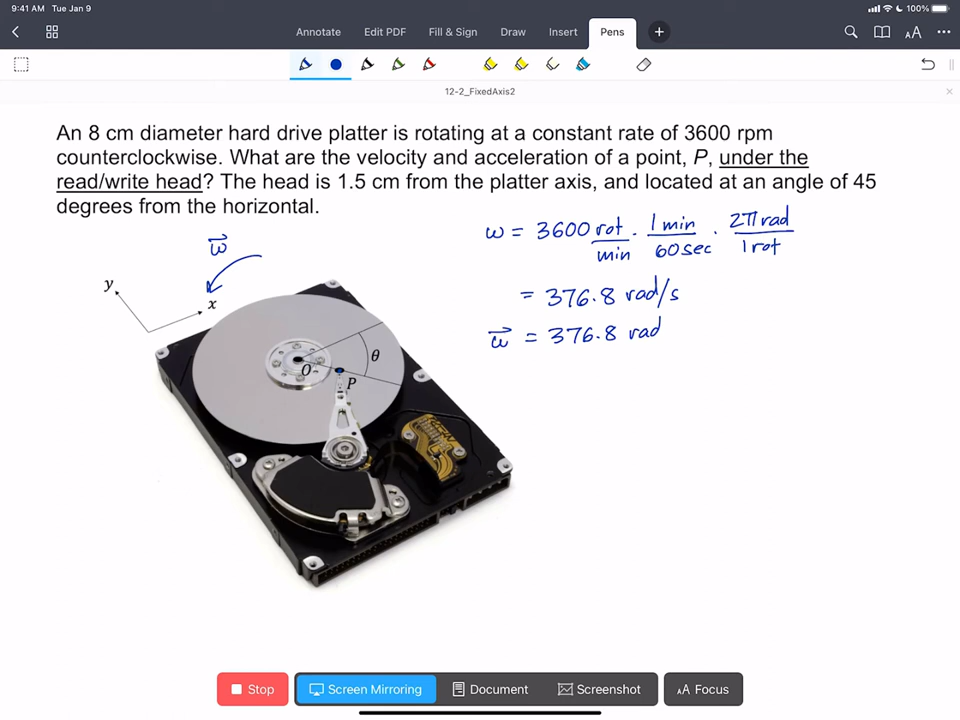 9:41 AM Tue Jan 9 100%
Annotate Edit PDF Fill & Sign Draw Insert Pens + AA
12-2_FixedAxis2
An 8 cm diameter hard drive platter is rotating at a constant rate of 3600 rpm
counterclockwise. What are the velocity and acceleration of a point, P, under the
read/write head? The head is 1.5 cm from the platter axis, and located at an angle of 45
degrees from the horizontal.
ω = 3600 rot/min · 1 min/60 sec · 2π rad/1 rot
= 376.8 rad/s
ω⃗ = 376.8 rad
ω⃗
y
x
θ
O
P
Stop Screen Mirroring Document Screenshot AA Focus